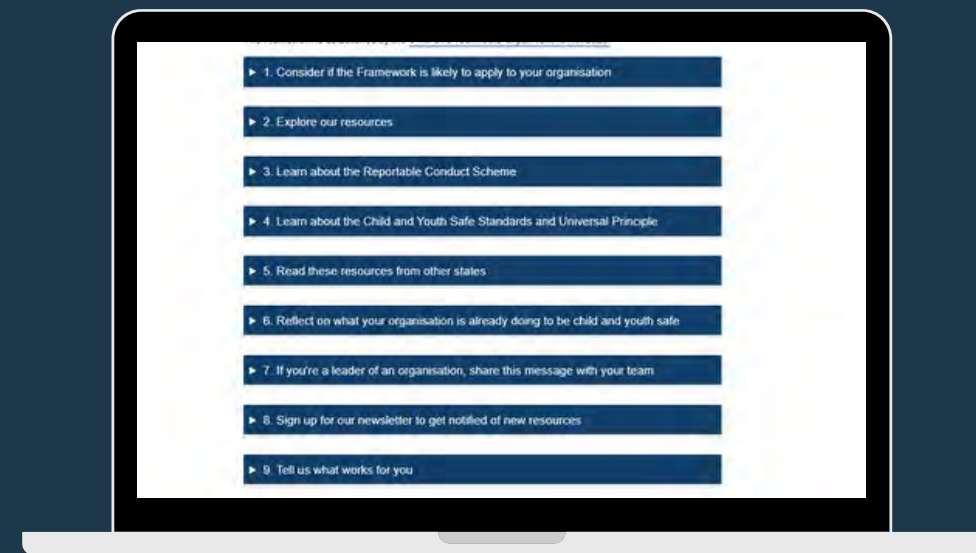 1. Consider if the Framework is likely to apply to your organisation
2. Explore our resources
3. Learn about the Reportable Conduct Scheme
4. Learn about the Child and Youth Safe Standards and Universal Principle
5. Read these resources from other states
6. Reflect on what your organisation is already doing to be child and youth safe
7. If you're a leader of an organisation, share this message with your team
8. Sign up for our newsletter to get notified of new resources
9. Tell us what works for you